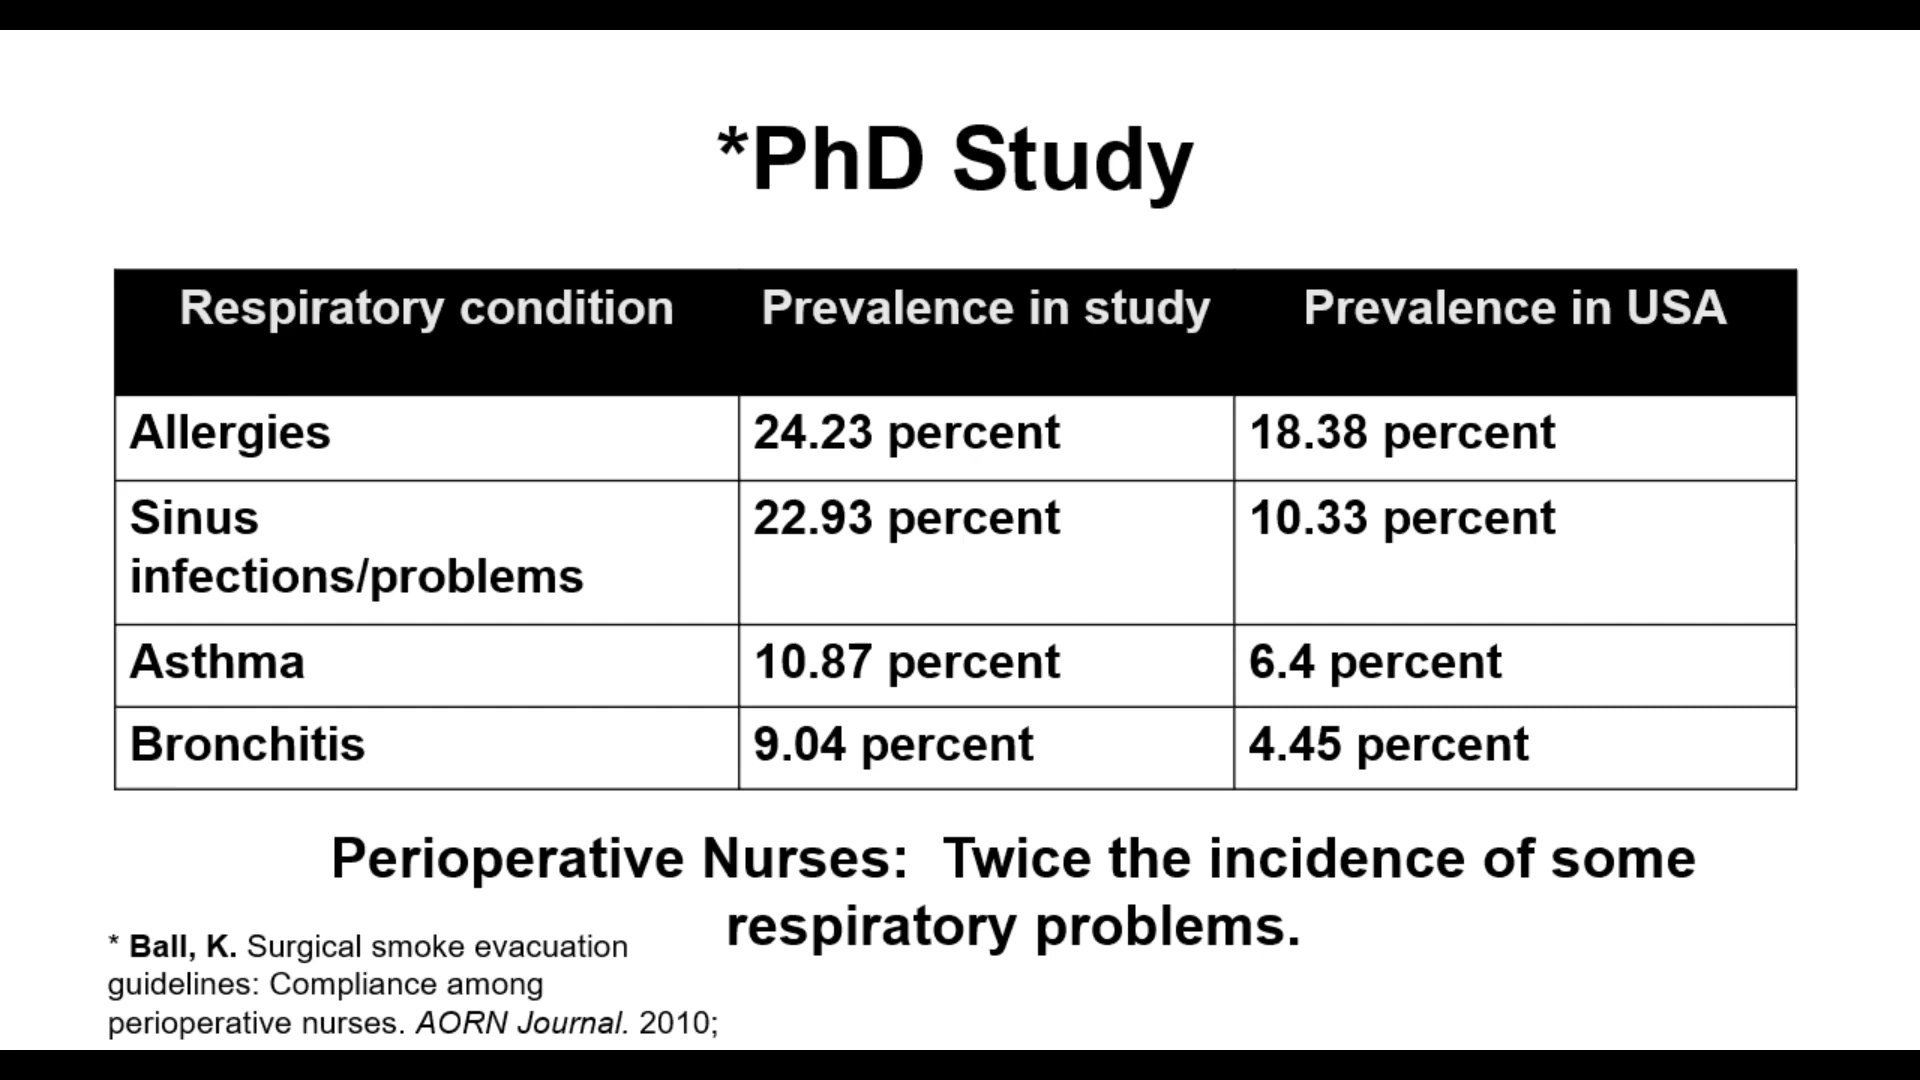 *PhD Study
Respiratory condition Prevalence in study Prevalence in USA
Allergies 24.23 percent 18.38 percent
Sinus 22.93 percent 10.33 percent
infections/problems
Asthma 10.87 percent 6.4 percent
Bronchitis 9.04 percent 4.45 percent
Perioperative Nurses:  Twice the incidence of some
respiratory problems.
* Ball, K. Surgical smoke evacuation
guidelines: Compliance among
perioperative nurses. AORN Journal. 2010;